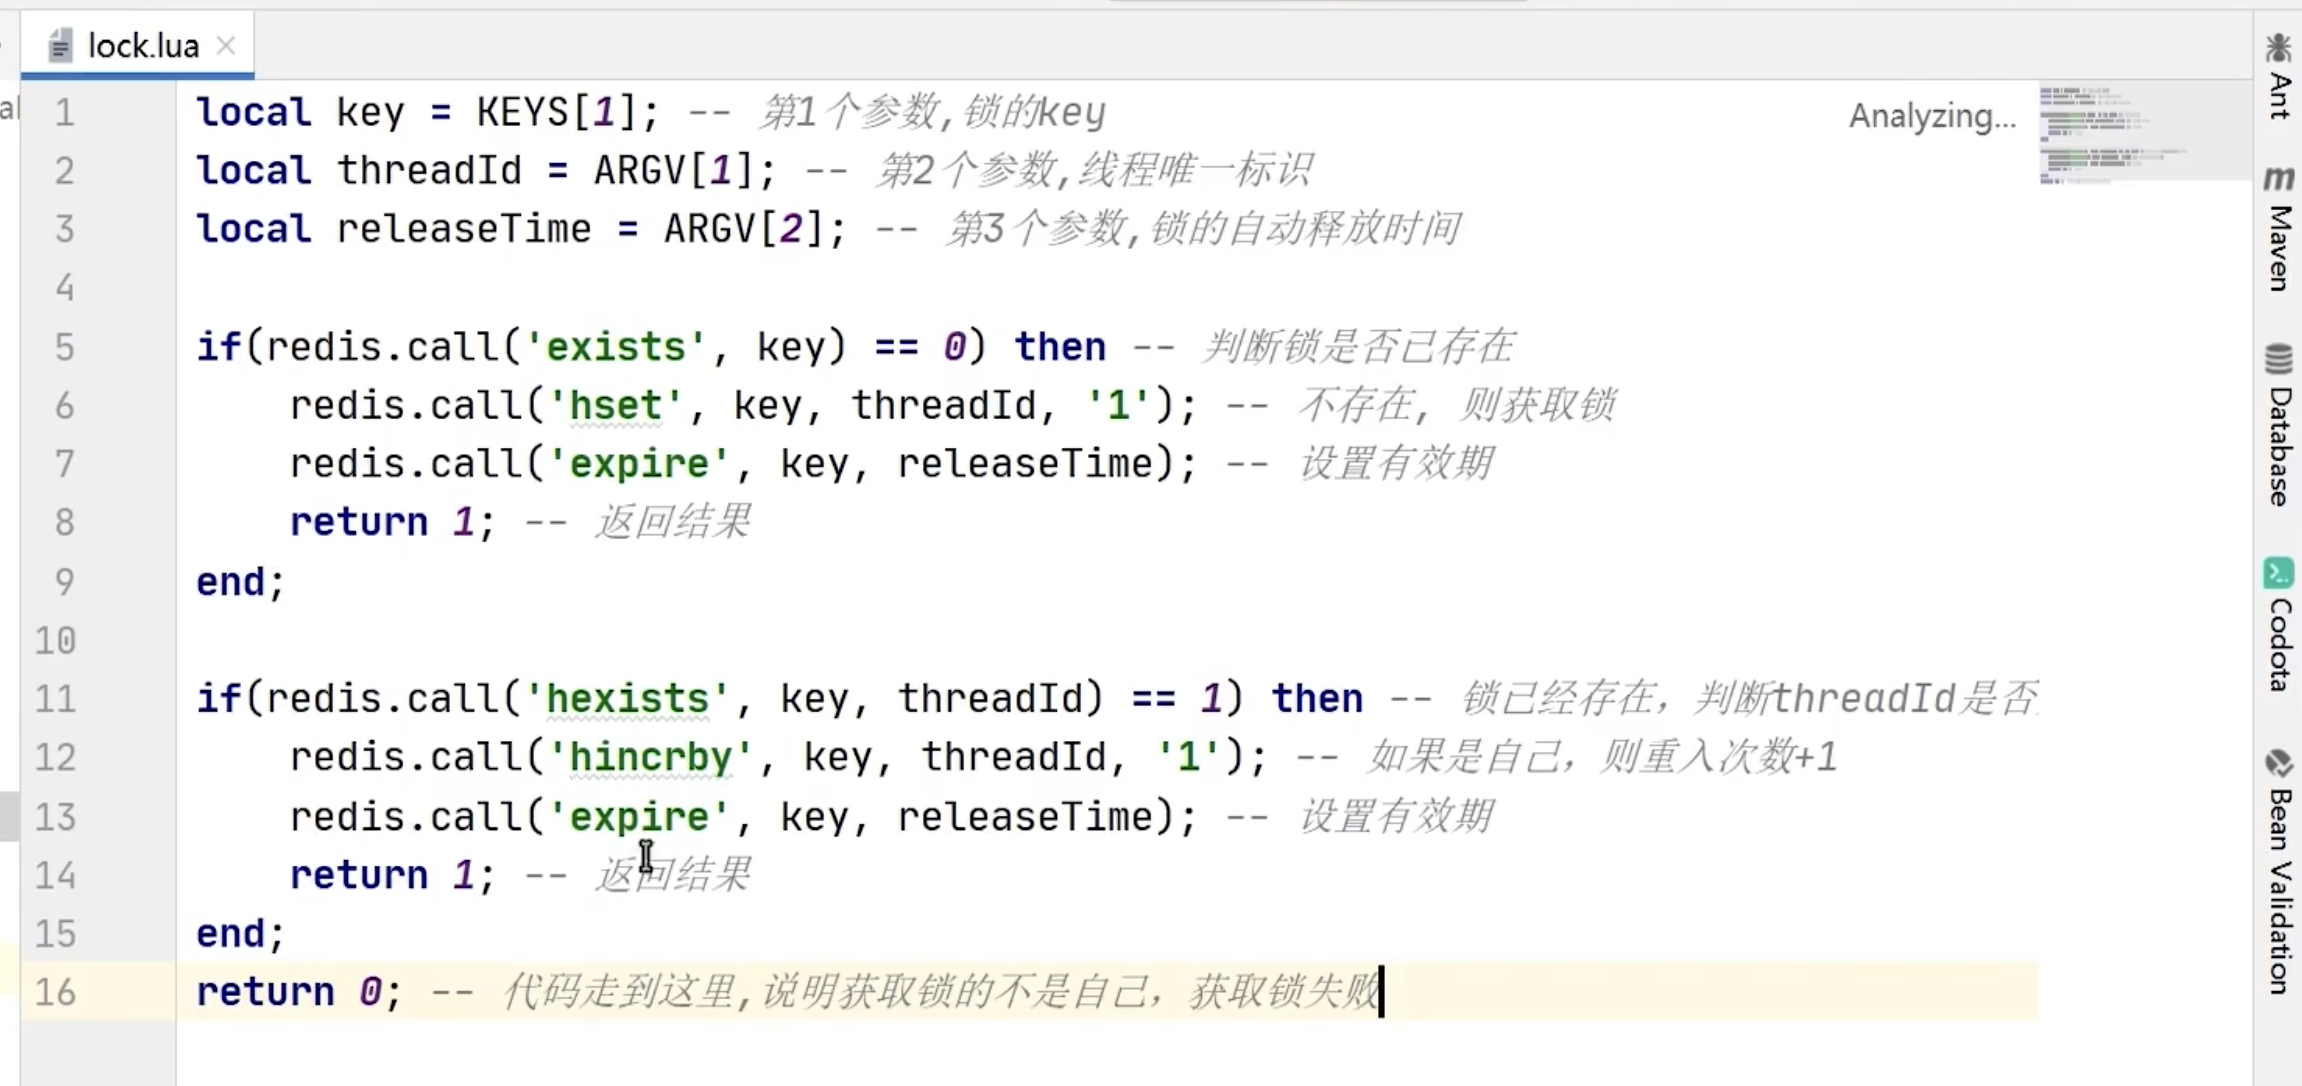 lock.lua
al
1 local key = KEYS[1]; -- 第1个参数,锁的key
Analyzing...
2 local threadId = ARGV[1]; -- 第2个参数,线程唯一标识
3 local releaseTime = ARGV[2]; -- 第3个参数,锁的自动释放时间
4
5 if(redis.call('exists', key) == 0) then -- 判断锁是否已存在
6 redis.call('hset', key, threadId, '1'); -- 不存在, 则获取锁
7 redis.call('expire', key, releaseTime); -- 设置有效期
8 return 1; -- 返回结果
9 end;
10
11 if(redis.call('hexists', key, threadId) == 1) then -- 锁已经存在，判断threadId是否
12 redis.call('hincrby', key, threadId, '1'); -- 如果是自己，则重入次数+1
13 redis.call('expire', key, releaseTime); -- 设置有效期
14 return 1; -- 返回结果
15 end;
16 return 0; -- 代码走到这里,说明获取锁的不是自己，获取锁失败
Ant
m Maven
Database
Codota
Bean Validation